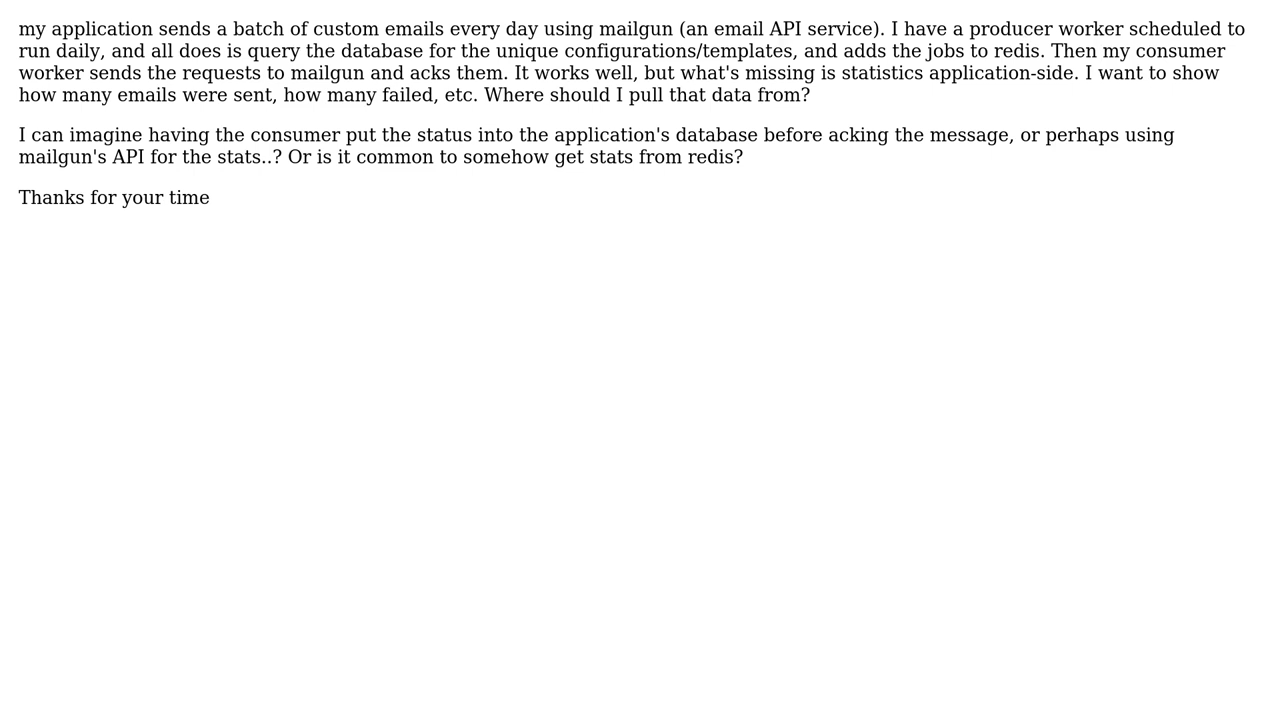 my application sends a batch of custom emails every day using mailgun (an email API service). I have a producer worker scheduled to
run daily, and all does is query the database for the unique configurations/templates, and adds the jobs to redis. Then my consumer
worker sends the requests to mailgun and acks them. It works well, but what's missing is statistics application-side. I want to show
how many emails were sent, how many failed, etc. Where should I pull that data from?
I can imagine having the consumer put the status into the application's database before acking the message, or perhaps using
mailgun's API for the stats..? Or is it common to somehow get stats from redis?
Thanks for your time